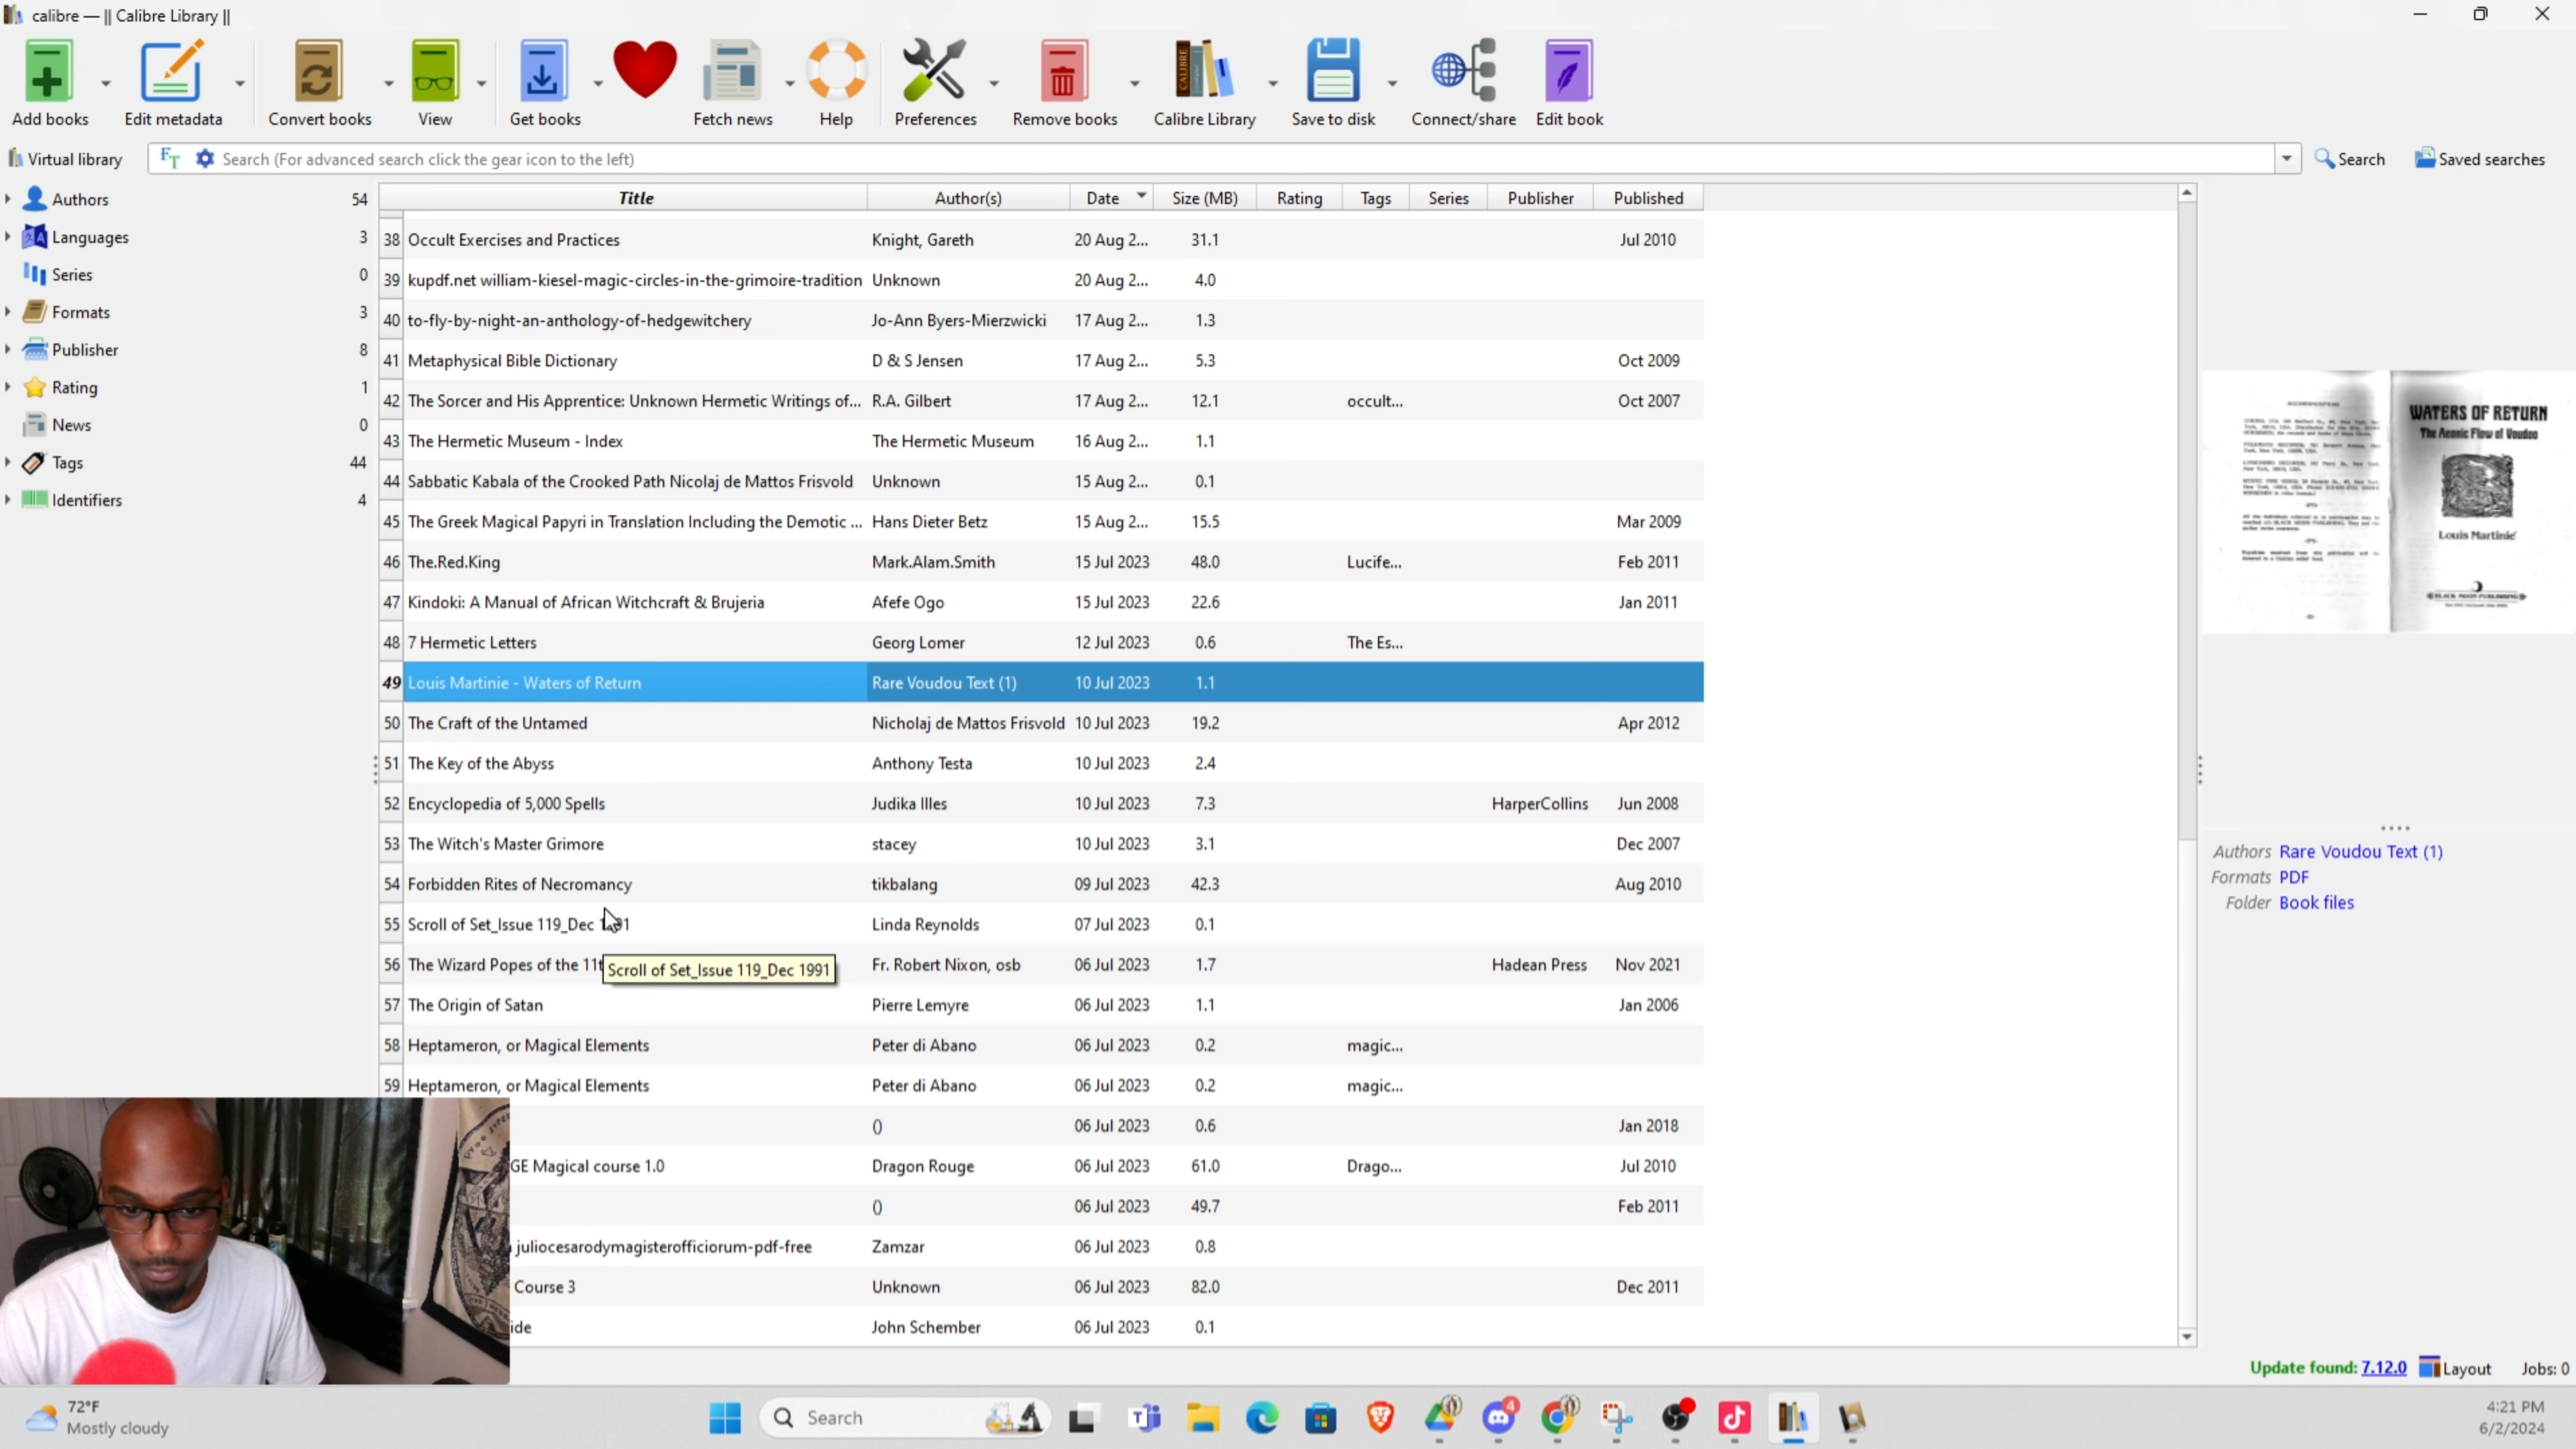 calibre — || Calibre Library ||
Add books
Edit metadata
Convert books
View
Get books
Fetch news
Help
Preferences
Remove books
Calibre Library
Save to disk
Connect/share
Edit book
Virtual library
FT
Search (For advanced search click the gear icon to the left)
Search
Saved searches
Authors 54
Languages 3
Series 0
Formats 3
Publisher 8
Rating 1
News 0
Tags 44
Identifiers 4
Title Author(s) Date Size (MB) Rating Tags Series Publisher Published
38 Occult Exercises and Practices Knight, Gareth 20 Aug 2... 31.1 Jul 2010
39 kupdf.net william-kiesel-magic-circles-in-the-grimoire-tradition Unknown 20 Aug 2... 4.0
40 to-fly-by-night-an-anthology-of-hedgewitchery Jo-Ann Byers-Mierzwicki 17 Aug 2... 1.3
41 Metaphysical Bible Dictionary D & S Jensen 17 Aug 2... 5.3 Oct 2009
42 The Sorcer and His Apprentice: Unknown Hermetic Writings of... R.A. Gilbert 17 Aug 2... 12.1 occult... Oct 2007
43 The Hermetic Museum - Index The Hermetic Museum 16 Aug 2... 1.1
44 Sabbatic Kabala of the Crooked Path Nicolaj de Mattos Frisvold Unknown 15 Aug 2... 0.1
45 The Greek Magical Papyri in Translation Including the Demotic ... Hans Dieter Betz 15 Aug 2... 15.5 Mar 2009
46 The.Red.King Mark.Alam.Smith 15 Jul 2023 48.0 Lucife... Feb 2011
47 Kindoki: A Manual of African Witchcraft & Brujeria Afefe Ogo 15 Jul 2023 22.6 Jan 2011
48 7 Hermetic Letters Georg Lomer 12 Jul 2023 0.6 The Es...
49 Louis Martinie - Waters of Return Rare Voudou Text (1) 10 Jul 2023 1.1
50 The Craft of the Untamed Nicholaj de Mattos Frisvold 10 Jul 2023 19.2 Apr 2012
51 The Key of the Abyss Anthony Testa 10 Jul 2023 2.4
52 Encyclopedia of 5,000 Spells Judika Illes 10 Jul 2023 7.3 HarperCollins Jun 2008
53 The Witch's Master Grimore stacey 10 Jul 2023 3.1 Dec 2007
54 Forbidden Rites of Necromancy tikbalang 09 Jul 2023 42.3 Aug 2010
55 Scroll of Set_Issue 119_Dec 1991 Linda Reynolds 07 Jul 2023 0.1
56 The Wizard Popes of the 11t Fr. Robert Nixon, osb 06 Jul 2023 1.7 Hadean Press Nov 2021
Scroll of Set_Issue 119_Dec 1991
57 The Origin of Satan Pierre Lemyre 06 Jul 2023 1.1 Jan 2006
58 Heptameron, or Magical Elements Peter di Abano 06 Jul 2023 0.2 magic...
59 Heptameron, or Magical Elements Peter di Abano 06 Jul 2023 0.2 magic...
() 06 Jul 2023 0.6 Jan 2018
GE Magical course 1.0 Dragon Rouge 06 Jul 2023 61.0 Drago... Jul 2010
() 06 Jul 2023 49.7 Feb 2011
juliocesarodymagisterofficiorum-pdf-free Zamzar 06 Jul 2023 0.8
Course 3 Unknown 06 Jul 2023 82.0 Dec 2011
ide John Schember 06 Jul 2023 0.1
WATERS OF RETURN
The Aeonic Flow of Voudou
Louis Martinie'
BLACK MOON PUBLISHING
Authors Rare Voudou Text (1)
Formats PDF
Folder Book files
Update found: 7.12.0
Layout
Jobs: 0
72°F
Mostly cloudy
Search
4
4:21 PM
6/2/2024